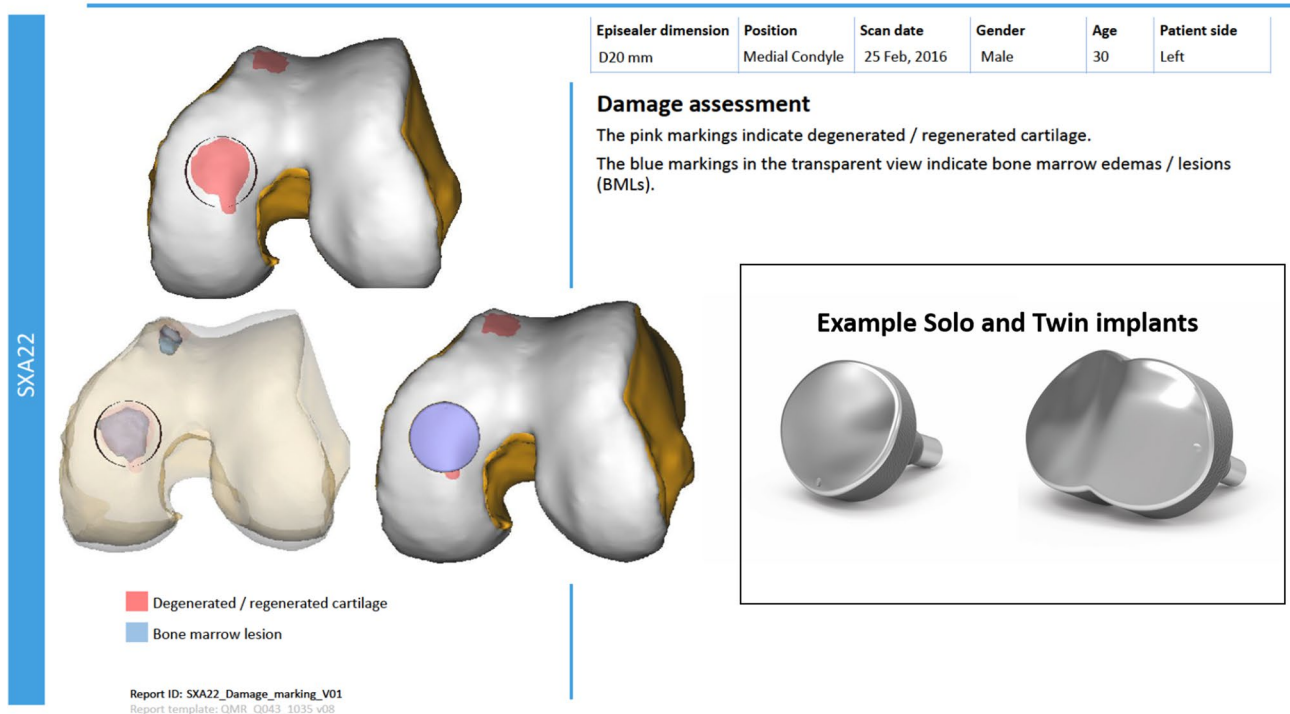 SXA22
Episealer dimension Position Scan date Gender Age Patient side
D20 mm Medial Condyle 25 Feb, 2016 Male 30 Left
Damage assessment
The pink markings indicate degenerated / regenerated cartilage.
The blue markings in the transparent view indicate bone marrow edemas / lesions
(BMLs).
Example Solo and Twin implants
Degenerated / regenerated cartilage
Bone marrow lesion
Report ID: SXA22_Damage_marking_V01
Report template: QMR_Q043_1035 v08